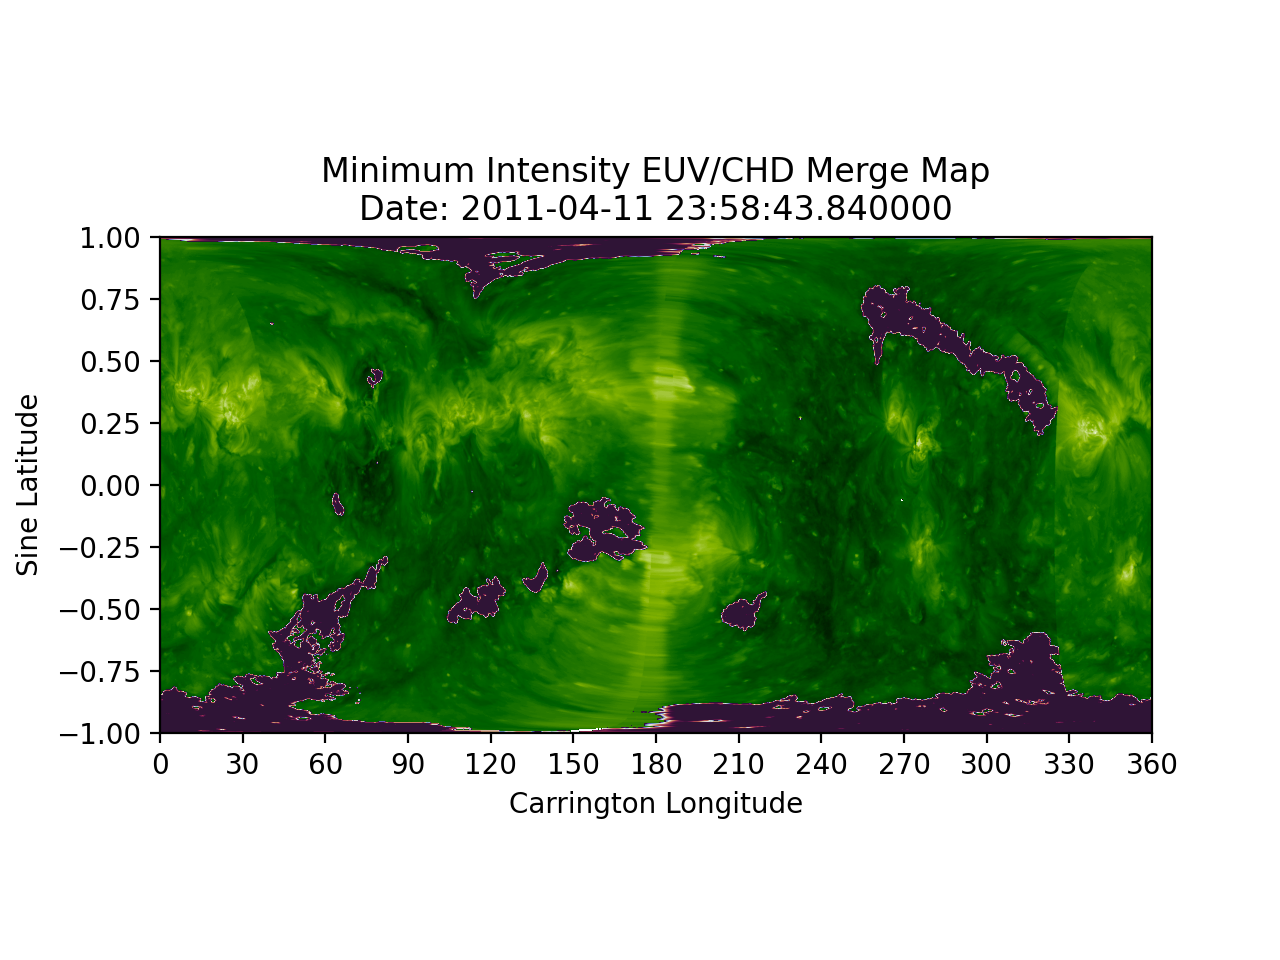 Minimum Intensity EUV/CHD Merge Map
Date: 2011-04-11 23:58:43.840000
1.00
0.75
0.50
0.25
0.00
−0.25
−0.50
−0.75
−1.00
Sine Latitude
0 30 60 90 120 150 180 210 240 270 300 330 360
Carrington Longitude